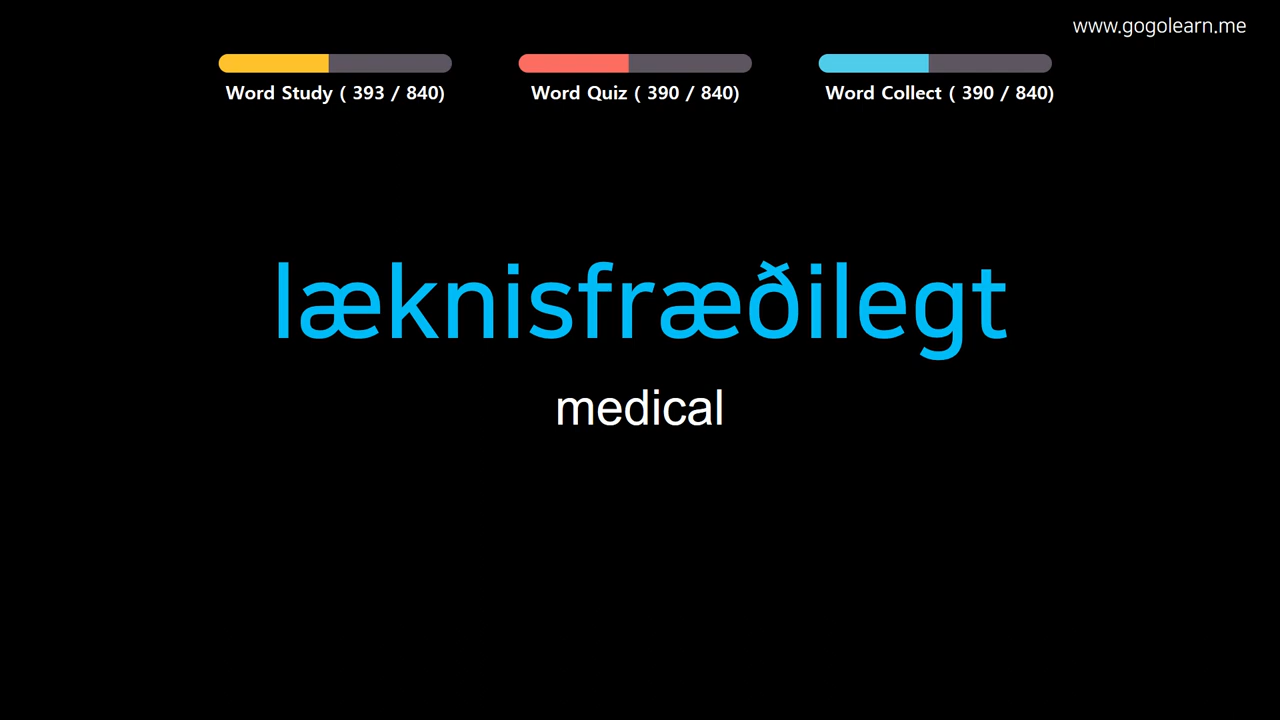 www.gogolearn.me
Word Study ( 393 / 840)
Word Quiz ( 390 / 840)
Word Collect ( 390 / 840)
læknisfræðilegt
medical